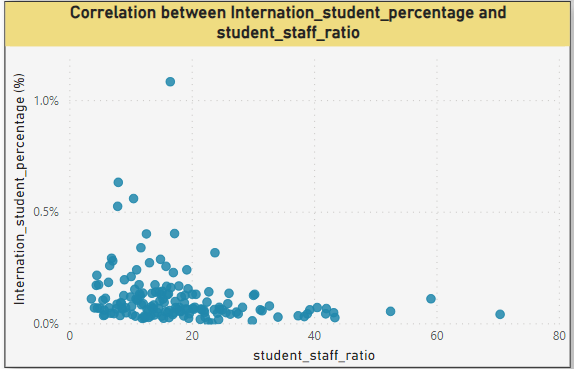 Correlation between Internation_student_percentage and
student_staff_ratio
Internation_student_percentage (%)
1.0%
0.5%
0.0%
0
20
40
60
80
student_staff_ratio